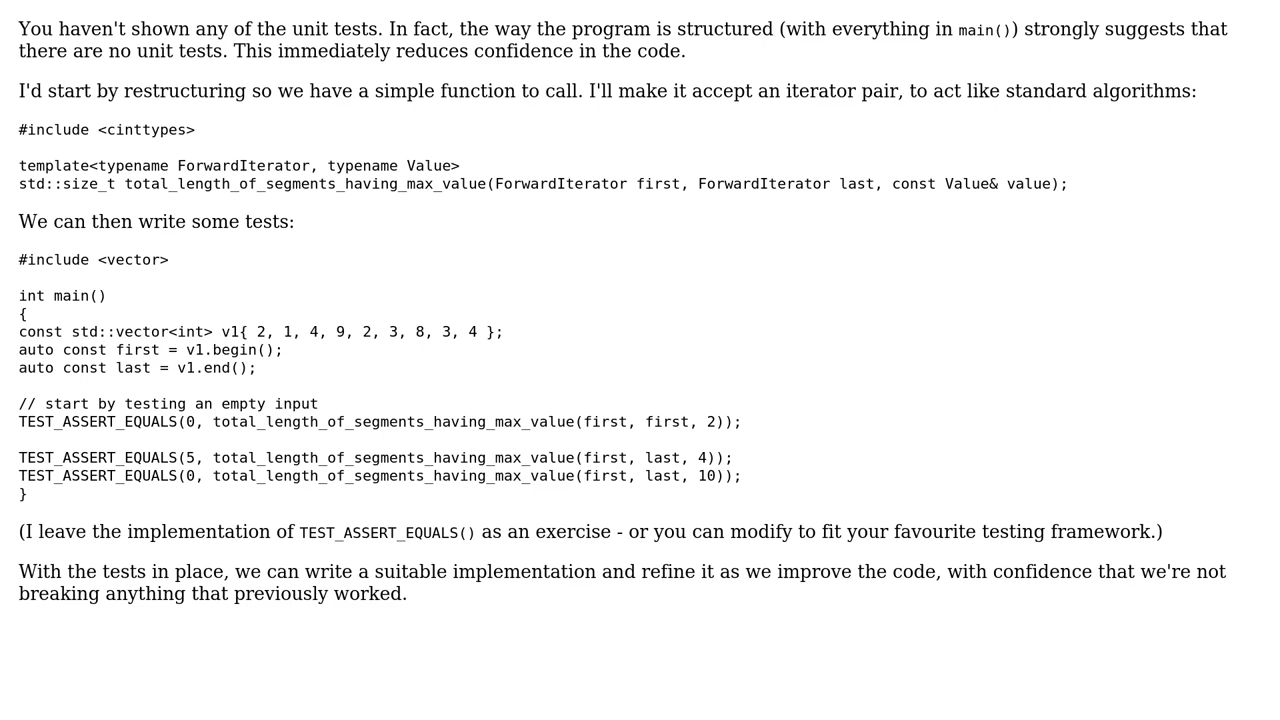 You haven't shown any of the unit tests. In fact, the way the program is structured (with everything in main()) strongly suggests that
there are no unit tests. This immediately reduces confidence in the code.
I'd start by restructuring so we have a simple function to call. I'll make it accept an iterator pair, to act like standard algorithms:
#include <cinttypes>
template<typename ForwardIterator, typename Value>
std::size_t total_length_of_segments_having_max_value(ForwardIterator first, ForwardIterator last, const Value& value);
We can then write some tests:
#include <vector>
int main()
{
const std::vector<int> v1{ 2, 1, 4, 9, 2, 3, 8, 3, 4 };
auto const first = v1.begin();
auto const last = v1.end();
// start by testing an empty input
TEST_ASSERT_EQUALS(0, total_length_of_segments_having_max_value(first, first, 2));
TEST_ASSERT_EQUALS(5, total_length_of_segments_having_max_value(first, last, 4));
TEST_ASSERT_EQUALS(0, total_length_of_segments_having_max_value(first, last, 10));
}
(I leave the implementation of TEST_ASSERT_EQUALS() as an exercise - or you can modify to fit your favourite testing framework.)
With the tests in place, we can write a suitable implementation and refine it as we improve the code, with confidence that we're not
breaking anything that previously worked.